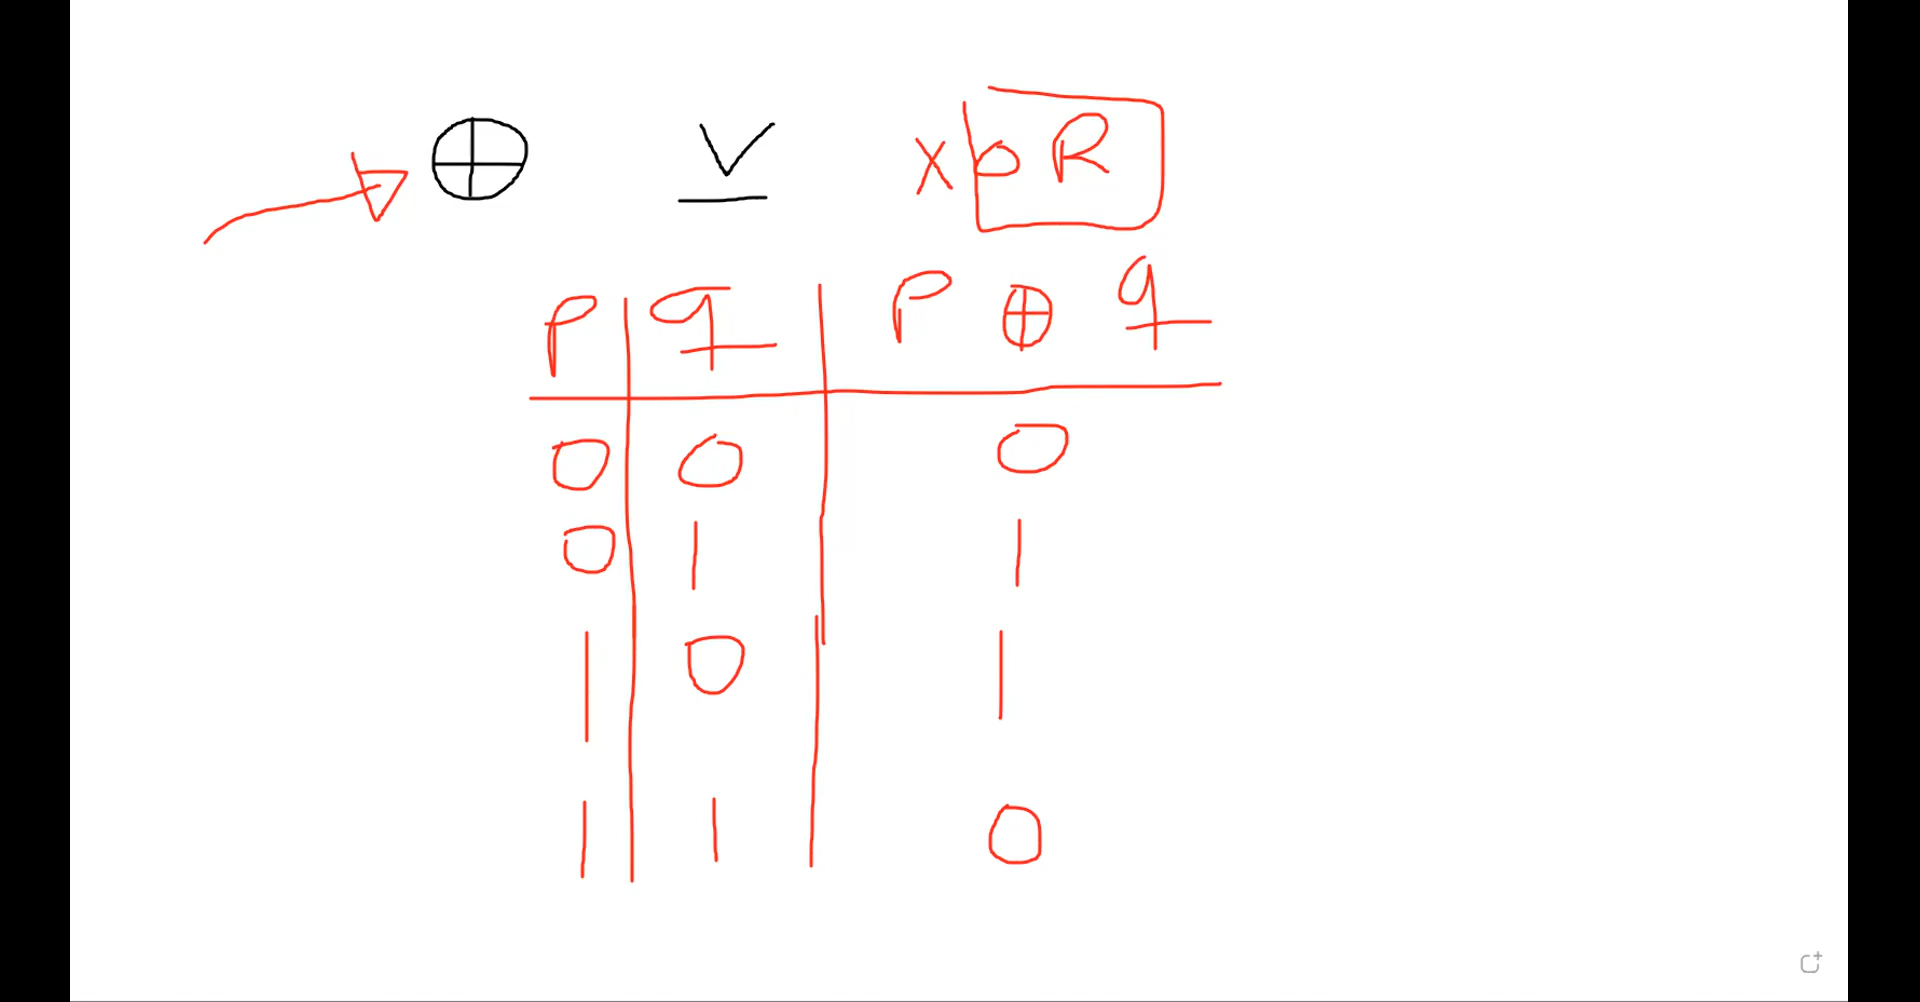 ⊕ ⊻ XOR
p q p ⊕ q
0 0 0
0 1 1
1 0 1
1 1 0